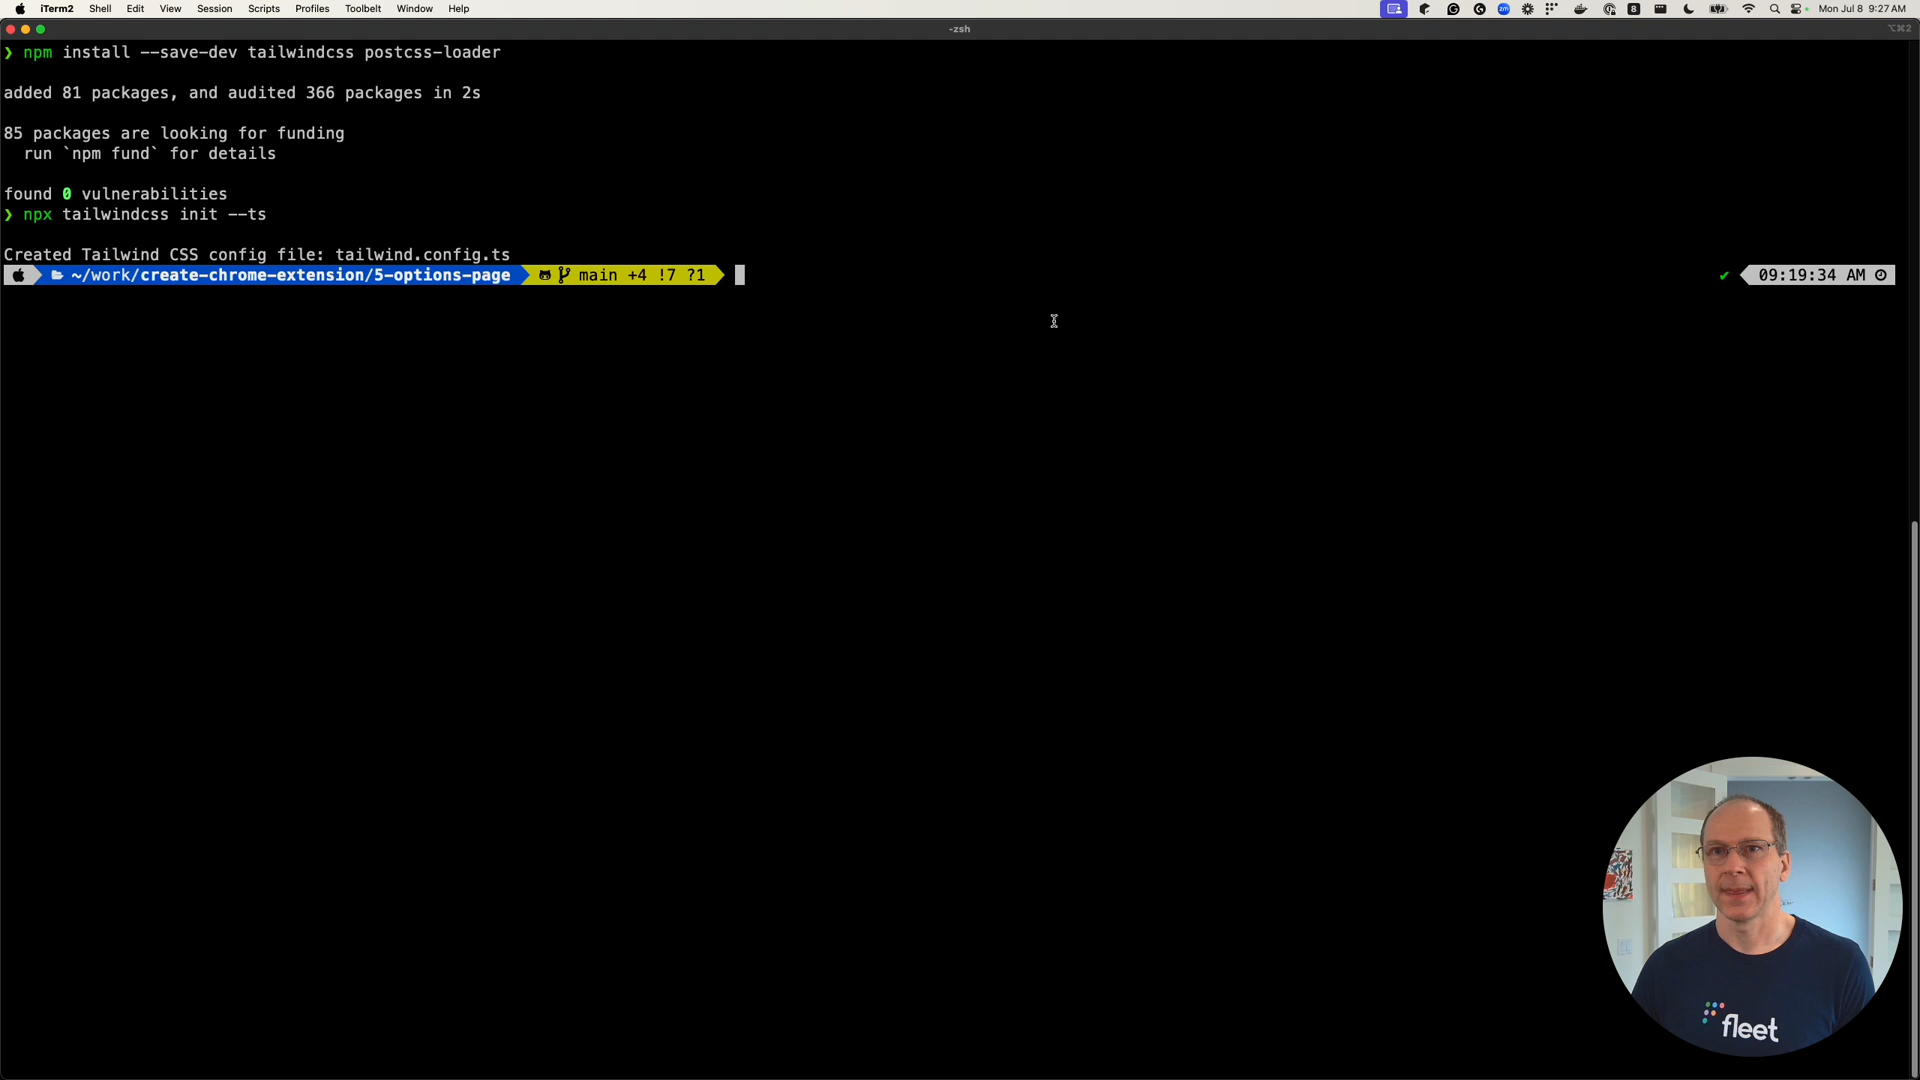 iTerm2 Shell Edit View Session Scripts Profiles Toolbelt Window Help
8
Mon Jul 8 9:27 AM
-zsh
⌥⌘2
❯ npm install --save-dev tailwindcss postcss-loader
added 81 packages, and audited 366 packages in 2s
85 packages are looking for funding
run `npm fund` for details
found 0 vulnerabilities
❯ npx tailwindcss init --ts
Created Tailwind CSS config file: tailwind.config.ts
~/work/create-chrome-extension/5-options-page main +4 !7 ?1
✔ 09:19:34 AM
fleet